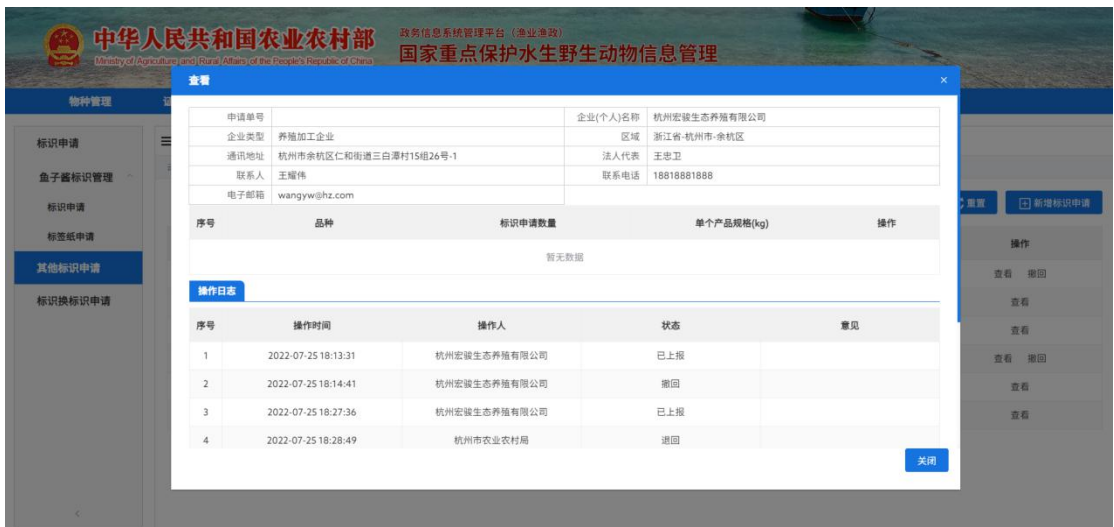 中华人民共和国农业农村部
Ministry of Agriculture and Rural Affairs of the People's Republic of China
政务信息系统管理平台（渔业渔政）
国家重点保护水生野生动物信息管理
物种管理
标识申请
鱼子酱标识管理
标识申请
标签纸申请
其他标识申请
标识换标识申请
查看 ×
申请单号 企业(个人)名称 杭州宏骏生态养殖有限公司
企业类型 养殖加工企业 区域 浙江省-杭州市-余杭区
通讯地址 杭州市余杭区仁和街道三白潭村15组26号-1 法人代表 王忠卫
联系人 王耀伟 联系电话 18818881888
电子邮箱 wangyw@hz.com
序号 品种 标识申请数量 单个产品规格(kg) 操作
暂无数据
操作日志
序号 操作时间 操作人 状态 意见
1 2022-07-25 18:13:31 杭州宏骏生态养殖有限公司 已上报
2 2022-07-25 18:14:41 杭州宏骏生态养殖有限公司 撤回
3 2022-07-25 18:27:36 杭州宏骏生态养殖有限公司 已上报
4 2022-07-25 18:28:49 杭州市农业农村局 退回
关闭
重置 新增标识申请
操作
查看 撤回
查看
查看
查看 撤回
查看
查看